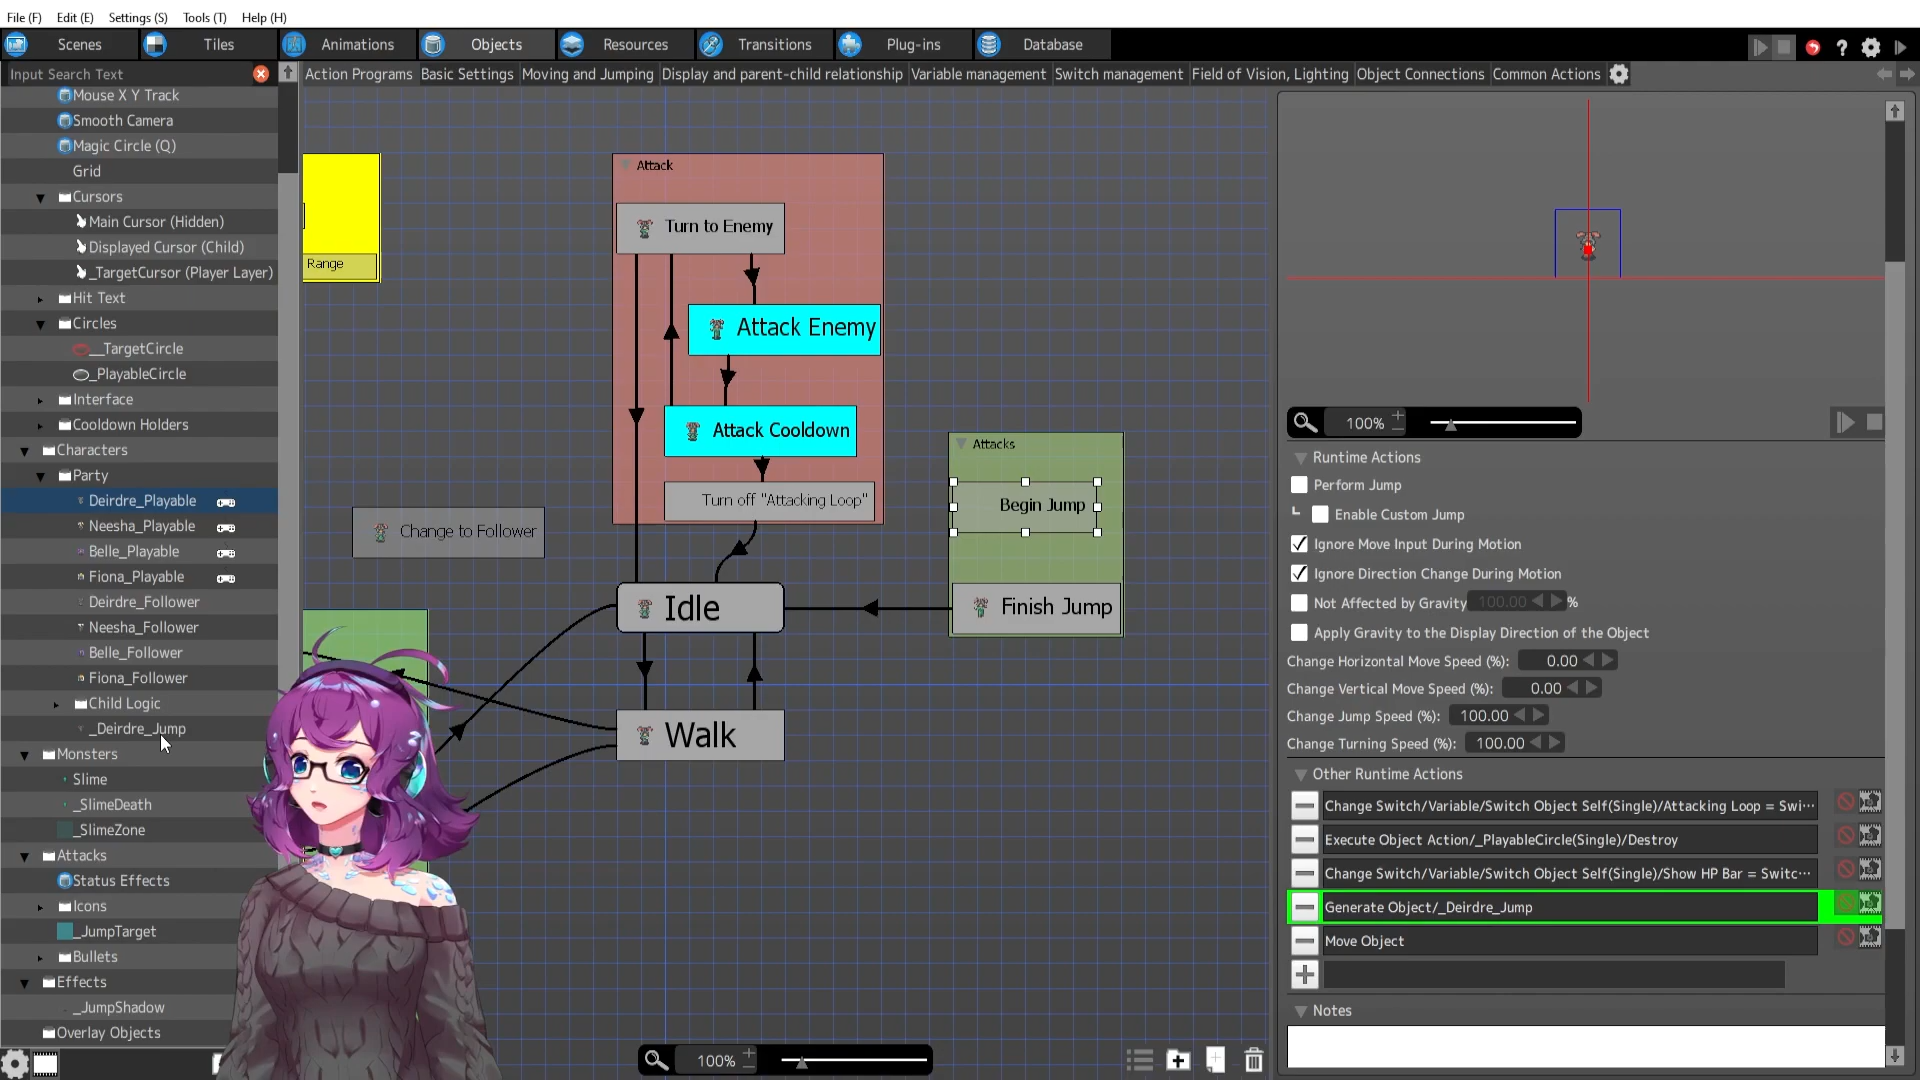 File (F) Edit (E) Settings (S) Tools (T) Help (H)
Scenes Tiles Animations Objects Resources Transitions Plug-ins Database
Input Search Text
Action Programs Basic Settings Moving and Jumping Display and parent-child relationship Variable management Switch management Field of Vision, Lighting Object Connections Common Actions
Mouse X Y Track
Smooth Camera
Magic Circle (Q)
Grid
Cursors
Main Cursor (Hidden)
Displayed Cursor (Child)
_TargetCursor (Player Layer)
Hit Text
Circles
__TargetCircle
_PlayableCircle
Interface
Cooldown Holders
Characters
Party
Deirdre_Playable
Neesha_Playable
Belle_Playable
Fiona_Playable
Deirdre_Follower
Neesha_Follower
Belle_Follower
Fiona_Follower
Child Logic
_Deirdre_Jump
Monsters
Slime
_SlimeDeath
_SlimeZone
Attacks
Status Effects
Icons
_JumpTarget
Bullets
Effects
_JumpShadow
Overlay Objects
Range
Attack
Turn to Enemy
Attack Enemy
Attack Cooldown
Turn off "Attacking Loop"
Change to Follower
Attacks
Begin Jump
Finish Jump
Idle
Walk
100%
100%
Runtime Actions
Perform Jump
Enable Custom Jump
Ignore Move Input During Motion
Ignore Direction Change During Motion
Not Affected by Gravity 100.00 %
Apply Gravity to the Display Direction of the Object
Change Horizontal Move Speed (%): 0.00
Change Vertical Move Speed (%): 0.00
Change Jump Speed (%): 100.00
Change Turning Speed (%): 100.00
Other Runtime Actions
Change Switch/Variable/Switch Object Self(Single)/Attacking Loop = Swi···
Execute Object Action/_PlayableCircle(Single)/Destroy
Change Switch/Variable/Switch Object Self(Single)/Show HP Bar = Switc···
Generate Object/_Deirdre_Jump
Move Object
Notes